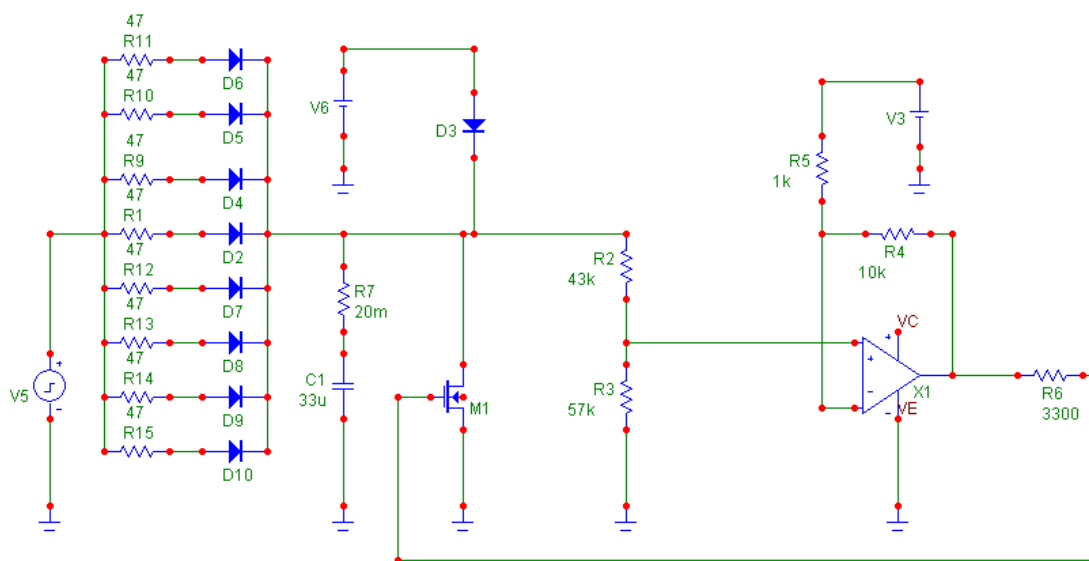 47
R11
47
D6
R10
47
D5
R9
47
D4
R1
47
D2
R12
47
D7
R13
47
D8
R14
47
D9
R15
D10
V5
+
-
V6
D3
R7
20m
C1
33u
M1
R2
43k
R3
57k
V3
R5
1k
R4
10k
VC
+
+
-
-
VE
X1
R6
3300